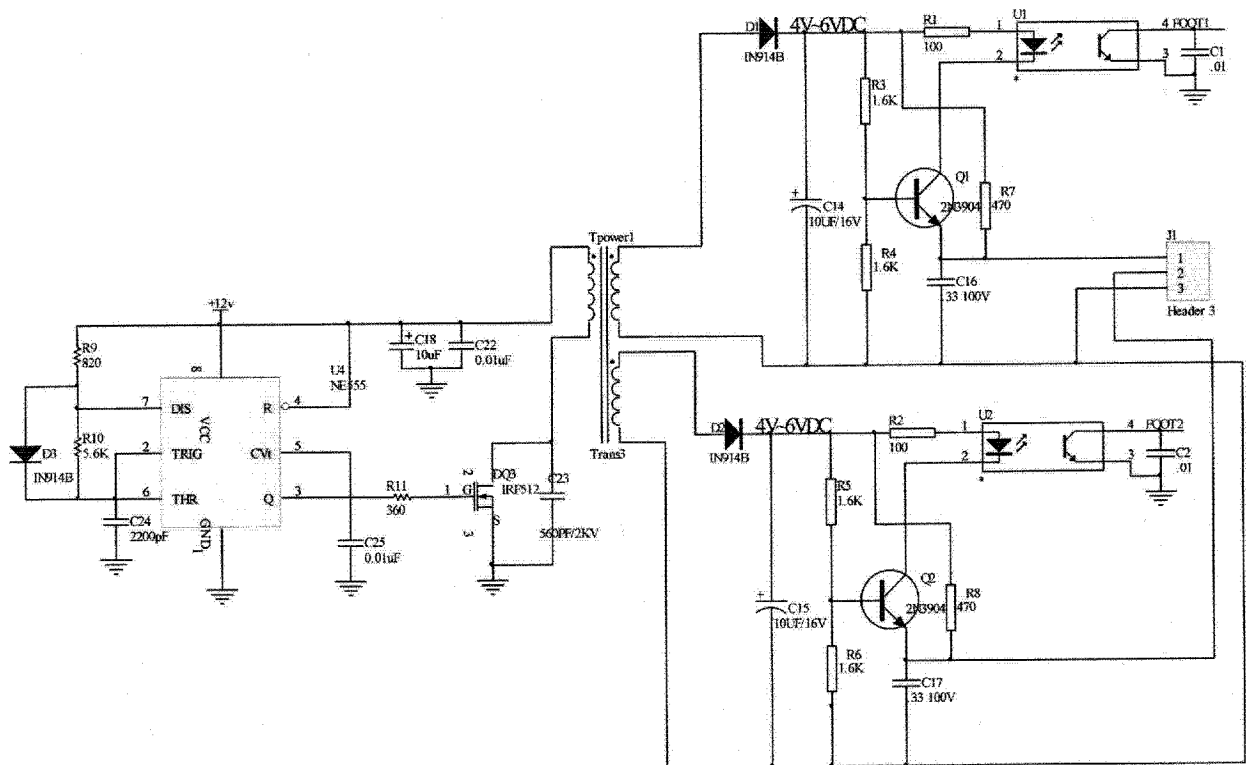 D1
4V~6VDC
IN914B
R1
100
U1
1
2
*
4
FOOT1
3
C1
.01
R3
1.6K
C14
10UF/16V
Q1
2N3904
R7
470
R4
1.6K
C16
.33 100V
J1
1
2
3
Header 3
Tpower1
Trans3
+12v
R9
820
R10
5.6K
D3
IN914B
C24
2200pF
U4
NE555
8
VCC
7
DIS
2
TRIG
6
THR
R
4
CVt
5
Q
3
GND
1
C18
10uF
C22
0.01uF
C25
0.01uF
R11
360
1
G
2
D
S
3
Q3
IRF512
C23
560PF/2KV
D2
4V~6VDC
IN914B
R2
100
U2
1
2
*
4
FOOT2
3
C2
.01
R5
1.6K
C15
10UF/16V
Q2
2N3904
R8
470
R6
1.6K
C17
.33 100V